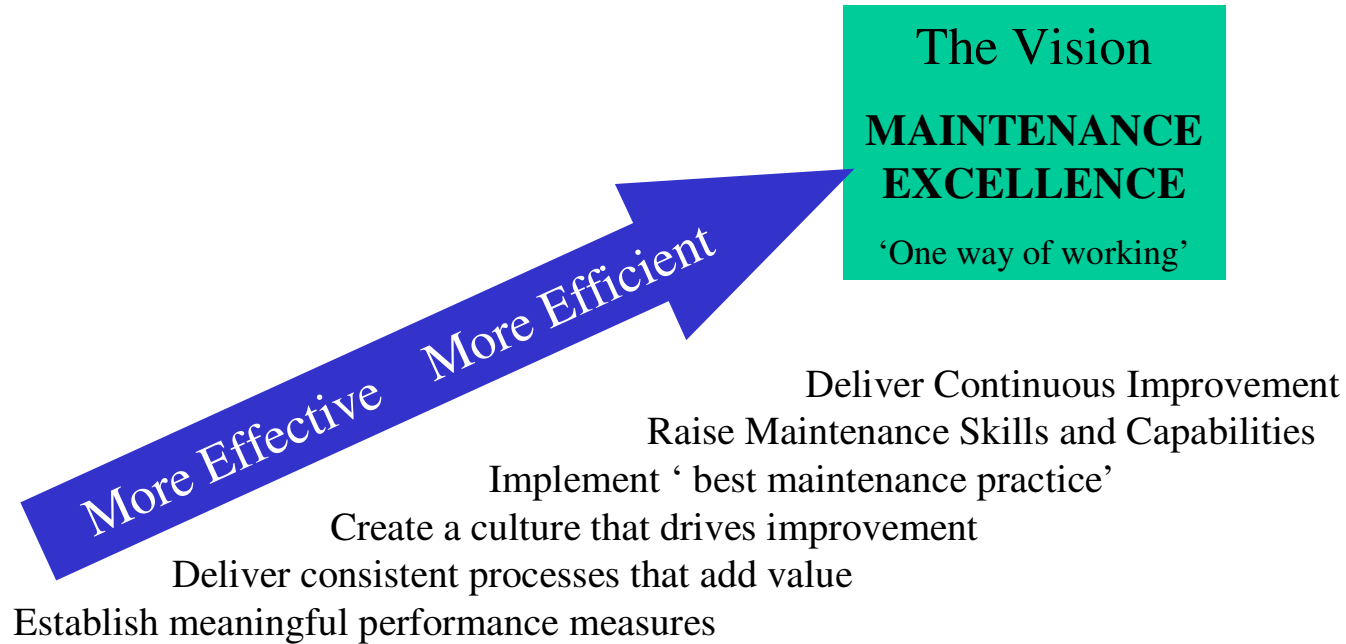 The Vision
MAINTENANCE
EXCELLENCE
‘One way of working’
More Effective More Efficient
Deliver Continuous Improvement
Raise Maintenance Skills and Capabilities
Implement ‘ best maintenance practice’
Create a culture that drives improvement
Deliver consistent processes that add value
Establish meaningful performance measures